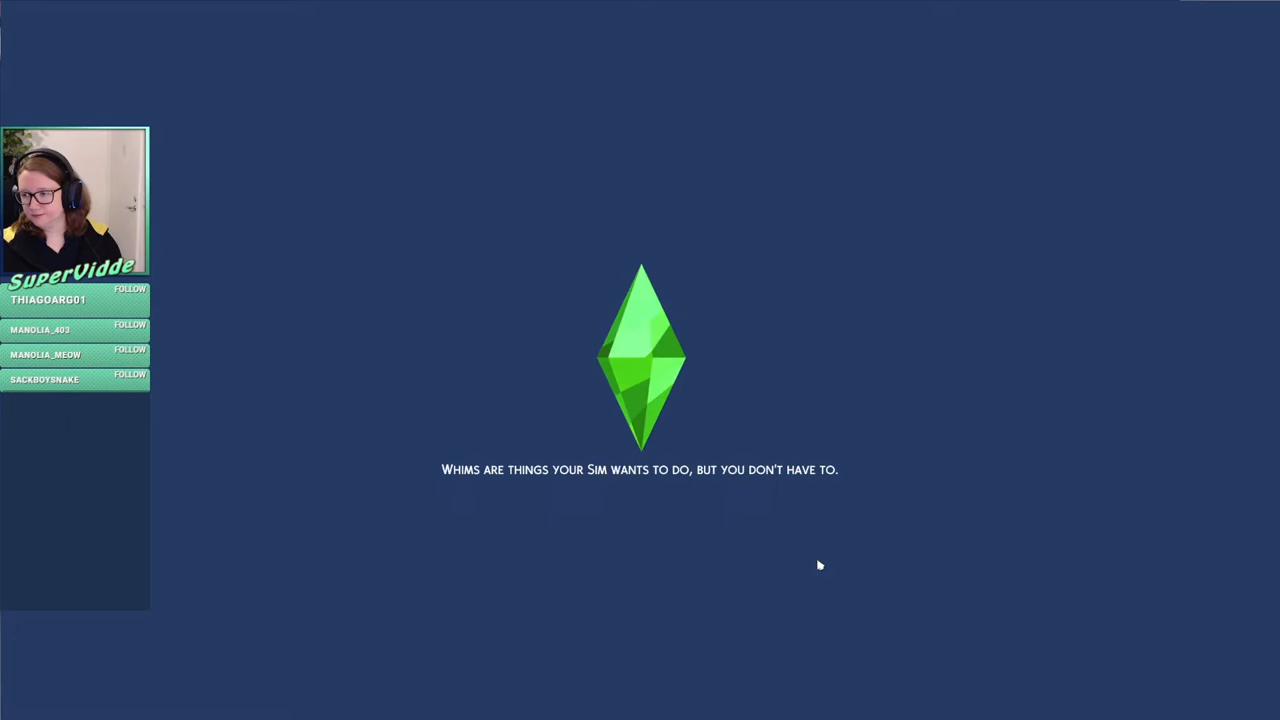 SuperVidde
THIAGOARG01 FOLLOW
MANOLIA_403 FOLLOW
MANOLIA_MEOW FOLLOW
SACKBOYSNAKE FOLLOW
WHIMS ARE THINGS YOUR SIM WANTS TO DO, BUT YOU DON'T HAVE TO.